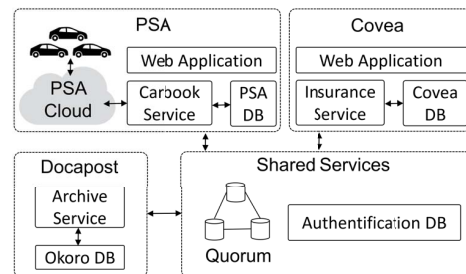 PSA
Web Application
PSA
Cloud
Carbook
Service
PSA
DB
Covea
Web Application
Insurance
Service
Covea
DB
Docapost
Archive
Service
Okoro DB
Shared Services
Quorum
Authentification DB